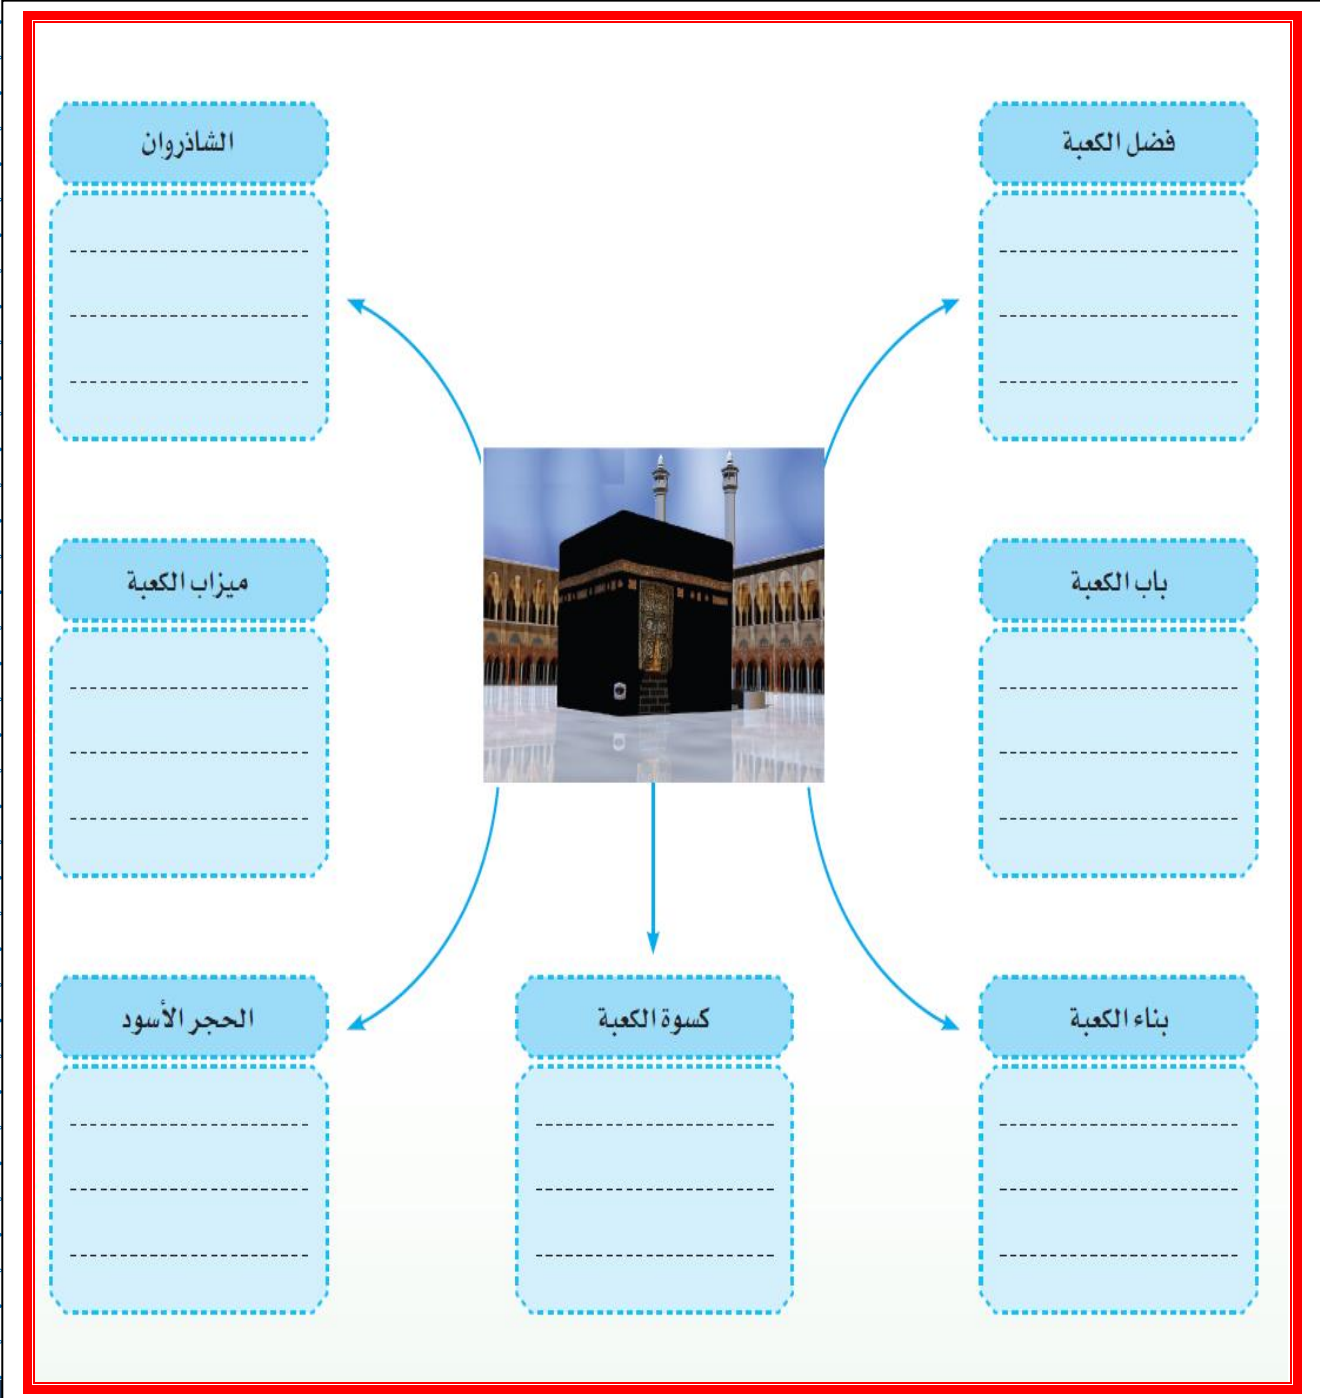 فضل الكعبة
الشاذروان
باب الكعبة
ميزاب الكعبة
بناء الكعبة
كسوة الكعبة
الحجر الأسود